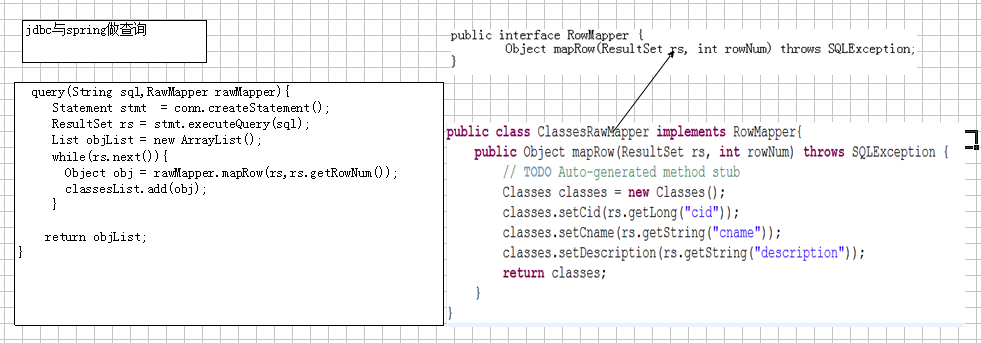 jdbc与spring做查询
public interface RowMapper {
Object mapRow(ResultSet rs, int rowNum) throws SQLException;
}
query(String sql,RawMapper rawMapper){
Statement stmt  = conn.createStatement();
ResultSet rs = stmt.executeQuery(sql);
List objList = new ArrayList();
while(rs.next()){
Object obj = rawMapper.mapRow(rs,rs.getRowNum());
classesList.add(obj);
}
return objList;
}
public class ClassesRawMapper implements RowMapper{
public Object mapRow(ResultSet rs, int rowNum) throws SQLException {
// TODO Auto-generated method stub
Classes classes = new Classes();
classes.setCid(rs.getLong("cid"));
classes.setCname(rs.getString("cname"));
classes.setDescription(rs.getString("description"));
return classes;
}
}